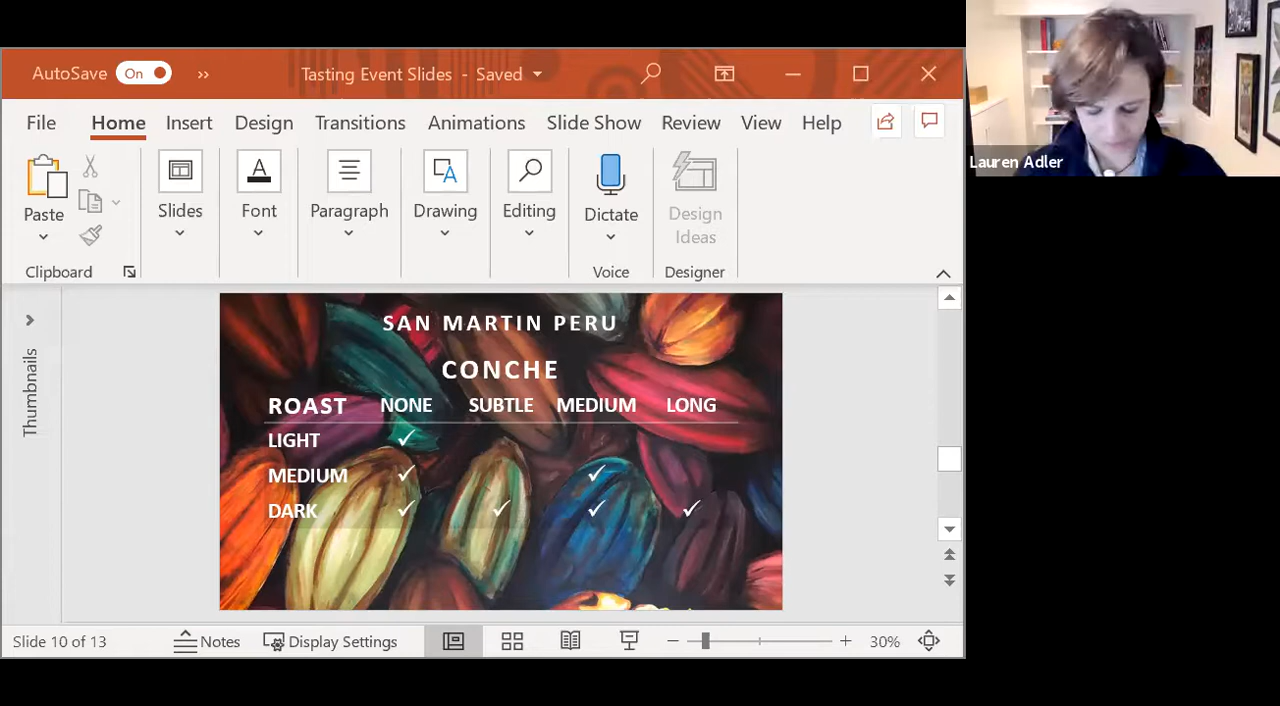 AutoSave On Tasting Event Slides - Saved
File Home Insert Design Transitions Animations Slide Show Review View Help
Paste Slides Font Paragraph Drawing Editing Dictate Design Ideas
Clipboard Voice Designer
Lauren Adler
Thumbnails
SAN MARTIN PERU
CONCHE
ROAST NONE SUBTLE MEDIUM LONG
LIGHT ✓
MEDIUM ✓ ✓
DARK ✓ ✓ ✓ ✓
Slide 10 of 13 Notes Display Settings 30%